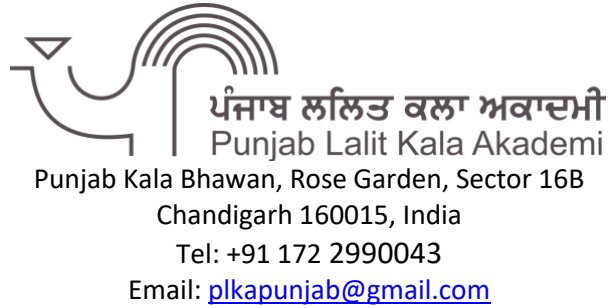 ਪੰਜਾਬ ਲਲਿਤ ਕਲਾ ਅਕਾਦਮੀ
Punjab Lalit Kala Akademi
Punjab Kala Bhawan, Rose Garden, Sector 16B
Chandigarh 160015, India
Tel: +91 172 2990043
Email: plkapunjab@gmail.com